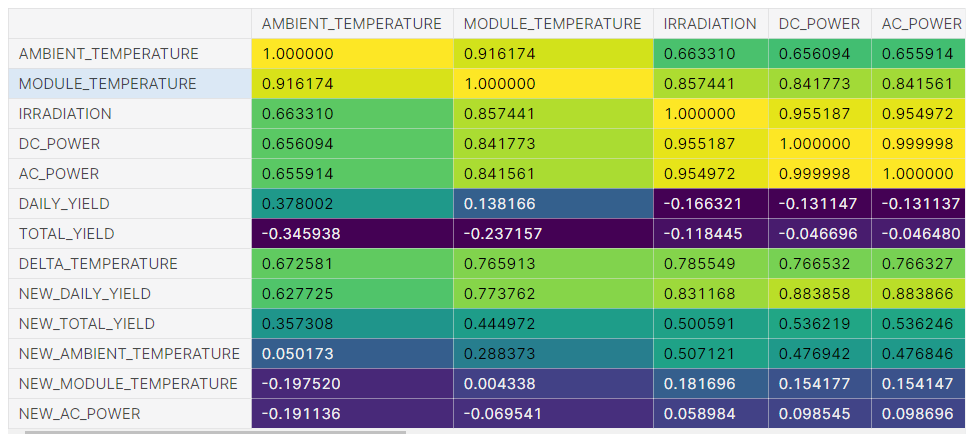 AMBIENT_TEMPERATURE MODULE_TEMPERATURE IRRADIATION DC_POWER AC_POWER
AMBIENT_TEMPERATURE 1.000000 0.916174 0.663310 0.656094 0.655914
MODULE_TEMPERATURE 0.916174 1.000000 0.857441 0.841773 0.841561
IRRADIATION 0.663310 0.857441 1.000000 0.955187 0.954972
DC_POWER 0.656094 0.841773 0.955187 1.000000 0.999998
AC_POWER 0.655914 0.841561 0.954972 0.999998 1.000000
DAILY_YIELD 0.378002 0.138166 -0.166321 -0.131147 -0.131137
TOTAL_YIELD -0.345938 -0.237157 -0.118445 -0.046696 -0.046480
DELTA_TEMPERATURE 0.672581 0.765913 0.785549 0.766532 0.766327
NEW_DAILY_YIELD 0.627725 0.773762 0.831168 0.883858 0.883866
NEW_TOTAL_YIELD 0.357308 0.444972 0.500591 0.536219 0.536246
NEW_AMBIENT_TEMPERATURE 0.050173 0.288373 0.507121 0.476942 0.476846
NEW_MODULE_TEMPERATURE -0.197520 0.004338 0.181696 0.154177 0.154147
NEW_AC_POWER -0.191136 -0.069541 0.058984 0.098545 0.098696